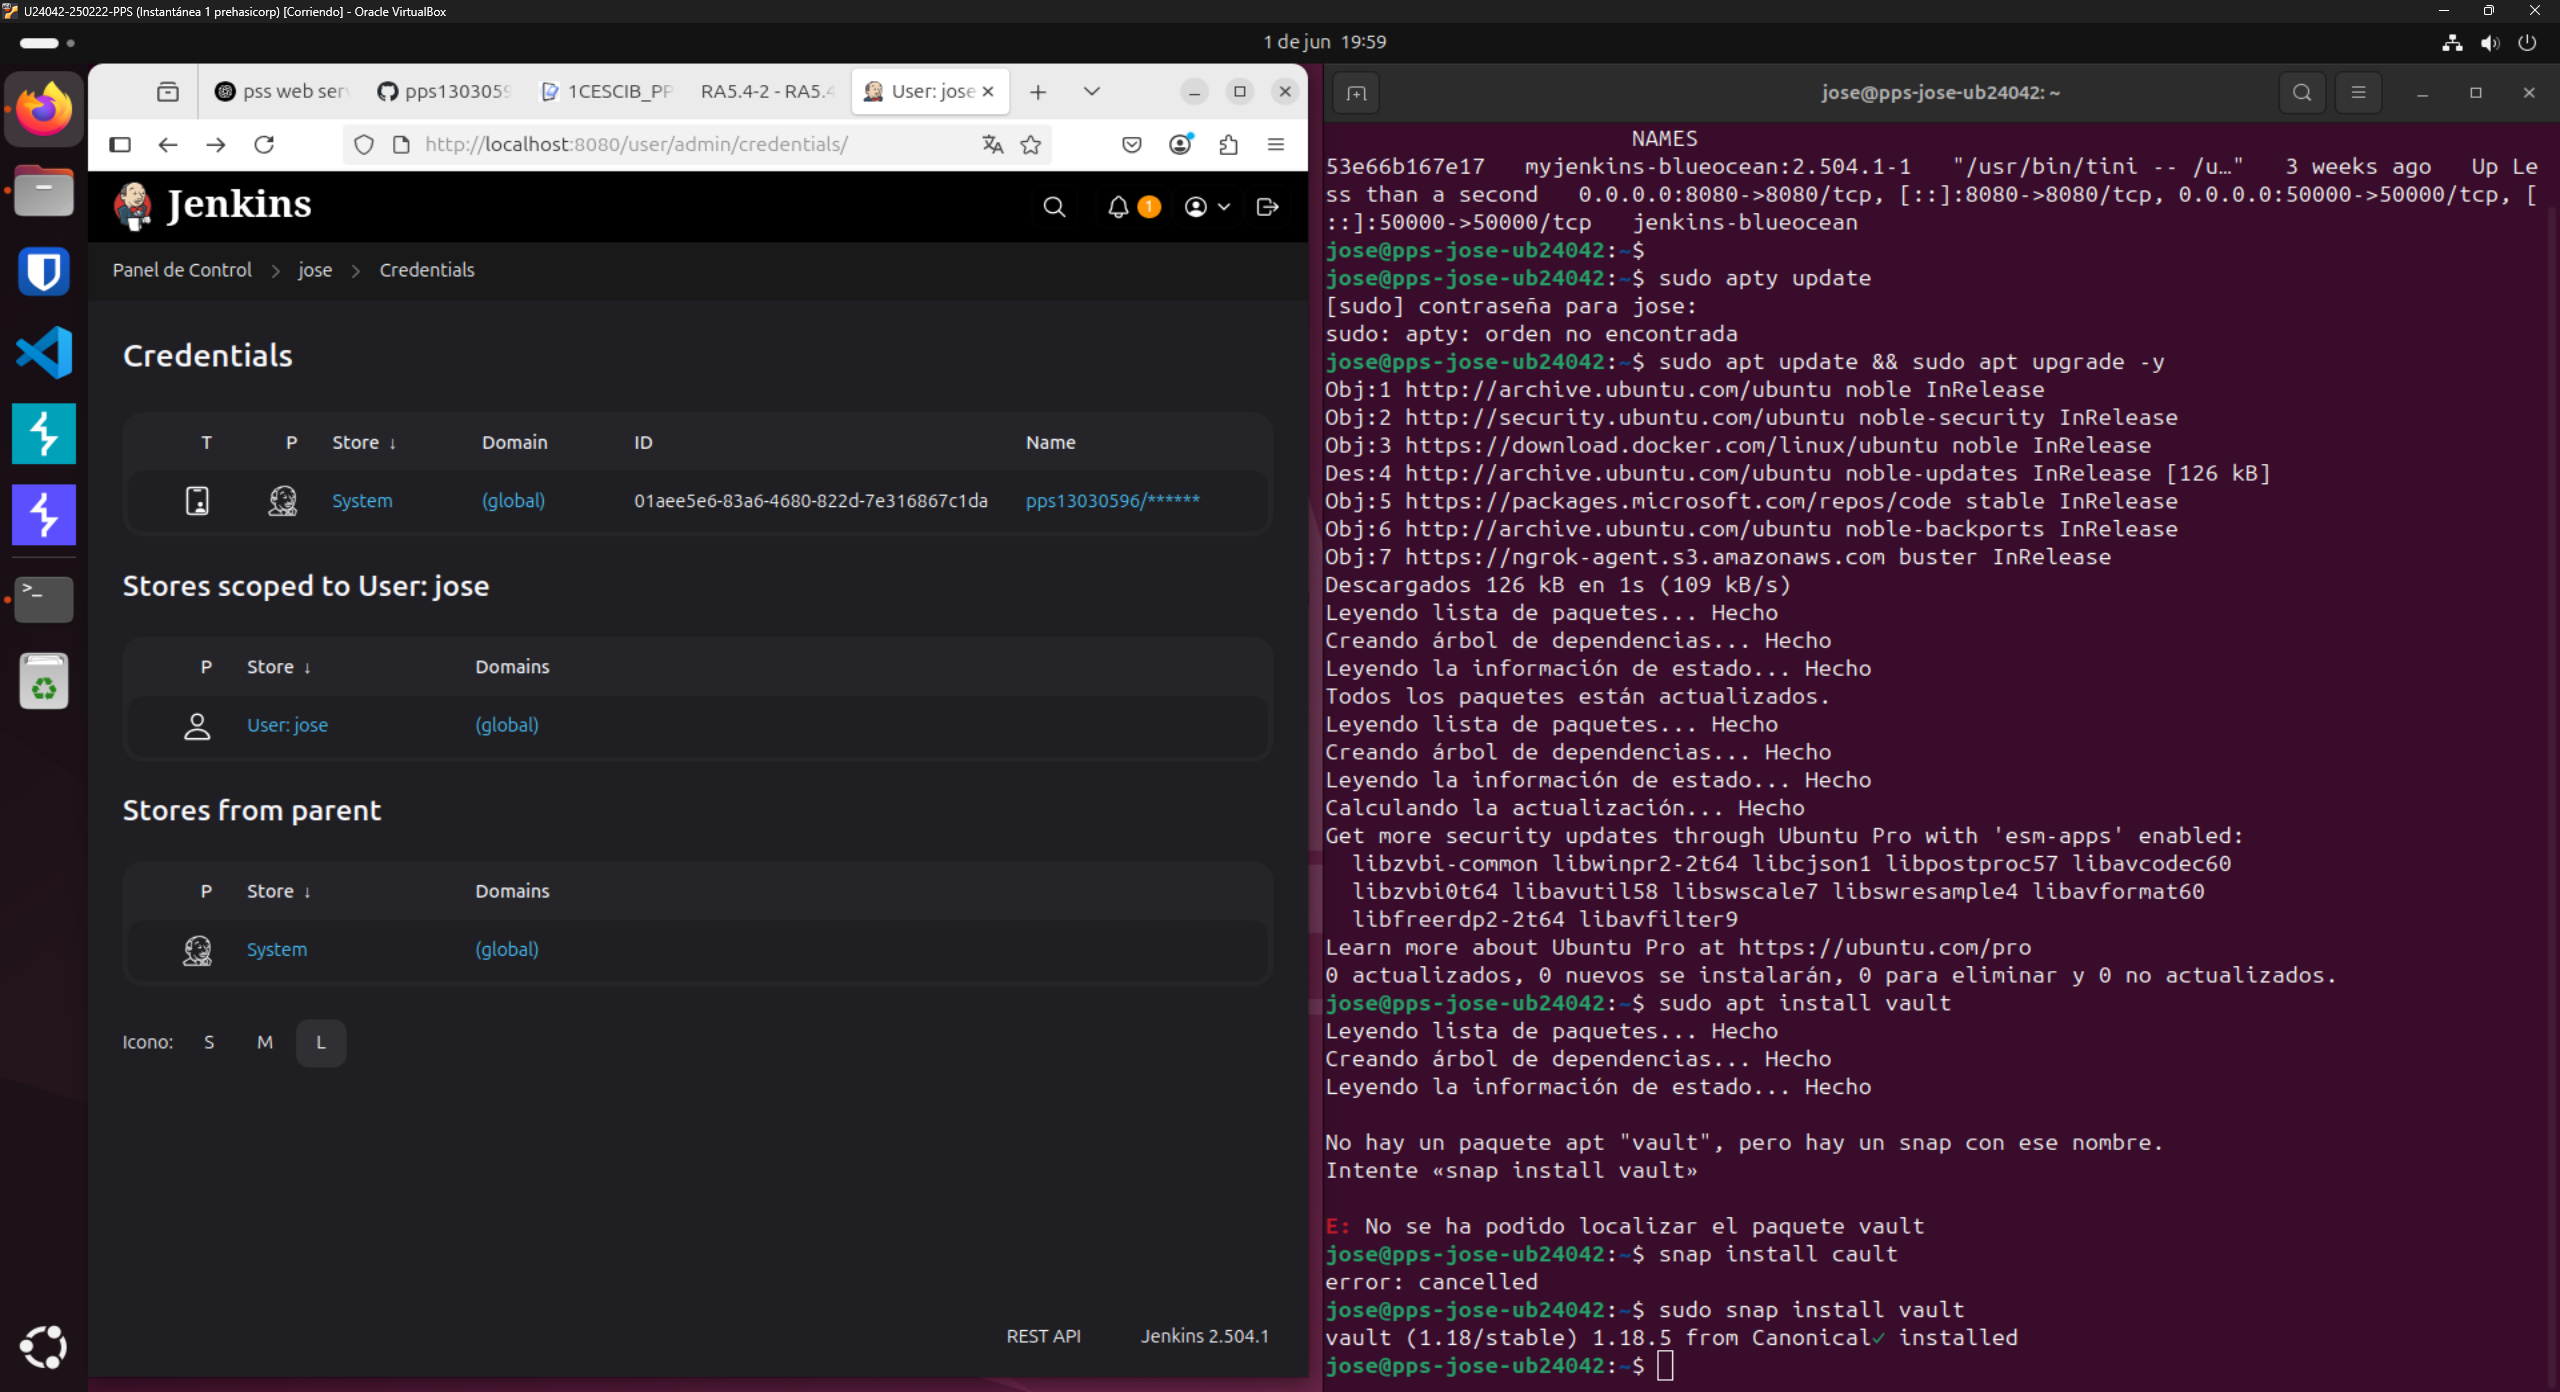 U24042-250222-PPS (Instantánea 1 prehasicorp) [Corriendo] - Oracle VirtualBox
1 de jun 19:59
pss web serv
pps1303059
1CESCIB_PP
RA5.4-2 - RA5.4
User: jose
http://localhost:8080/user/admin/credentials/
Jenkins
1
Panel de Control > jose > Credentials
Credentials
T P Store ↓ Domain ID Name
System (global) 01aee5e6-83a6-4680-822d-7e316867c1da pps13030596/******
Stores scoped to User: jose
P Store ↓ Domains
User: jose (global)
Stores from parent
P Store ↓ Domains
System (global)
Icono: S M L
REST API Jenkins 2.504.1
jose@pps-jose-ub24042: ~
NAMES
53e66b167e17   myjenkins-blueocean:2.504.1-1   "/usr/bin/tini -- /u…"   3 weeks ago   Up Le
ss than a second   0.0.0.0:8080->8080/tcp, [::]:8080->8080/tcp, 0.0.0.0:50000->50000/tcp, [
::]:50000->50000/tcp   jenkins-blueocean
jose@pps-jose-ub24042:~$
jose@pps-jose-ub24042:~$ sudo apty update
[sudo] contraseña para jose:
sudo: apty: orden no encontrada
jose@pps-jose-ub24042:~$ sudo apt update && sudo apt upgrade -y
Obj:1 http://archive.ubuntu.com/ubuntu noble InRelease
Obj:2 http://security.ubuntu.com/ubuntu noble-security InRelease
Obj:3 https://download.docker.com/linux/ubuntu noble InRelease
Des:4 http://archive.ubuntu.com/ubuntu noble-updates InRelease [126 kB]
Obj:5 https://packages.microsoft.com/repos/code stable InRelease
Obj:6 http://archive.ubuntu.com/ubuntu noble-backports InRelease
Obj:7 https://ngrok-agent.s3.amazonaws.com buster InRelease
Descargados 126 kB en 1s (109 kB/s)
Leyendo lista de paquetes... Hecho
Creando árbol de dependencias... Hecho
Leyendo la información de estado... Hecho
Todos los paquetes están actualizados.
Leyendo lista de paquetes... Hecho
Creando árbol de dependencias... Hecho
Leyendo la información de estado... Hecho
Calculando la actualización... Hecho
Get more security updates through Ubuntu Pro with 'esm-apps' enabled:
libzvbi-common libwinpr2-2t64 libcjson1 libpostproc57 libavcodec60
libzvbi0t64 libavutil58 libswscale7 libswresample4 libavformat60
libfreerdp2-2t64 libavfilter9
Learn more about Ubuntu Pro at https://ubuntu.com/pro
0 actualizados, 0 nuevos se instalarán, 0 para eliminar y 0 no actualizados.
jose@pps-jose-ub24042:~$ sudo apt install vault
Leyendo lista de paquetes... Hecho
Creando árbol de dependencias... Hecho
Leyendo la información de estado... Hecho
No hay un paquete apt "vault", pero hay un snap con ese nombre.
Intente «snap install vault»
E: No se ha podido localizar el paquete vault
jose@pps-jose-ub24042:~$ snap install cault
error: cancelled
jose@pps-jose-ub24042:~$ sudo snap install vault
vault (1.18/stable) 1.18.5 from Canonical✓ installed
jose@pps-jose-ub24042:~$